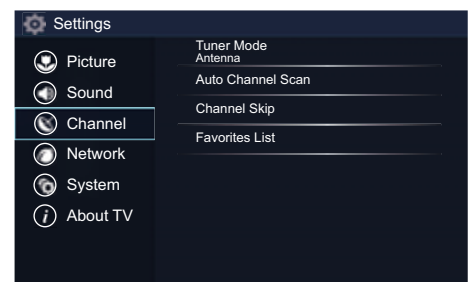 Settings
Picture
Sound
Channel
Network
System
About TV
Tuner Mode
Antenna
Auto Channel Scan
Channel Skip
Favorites List